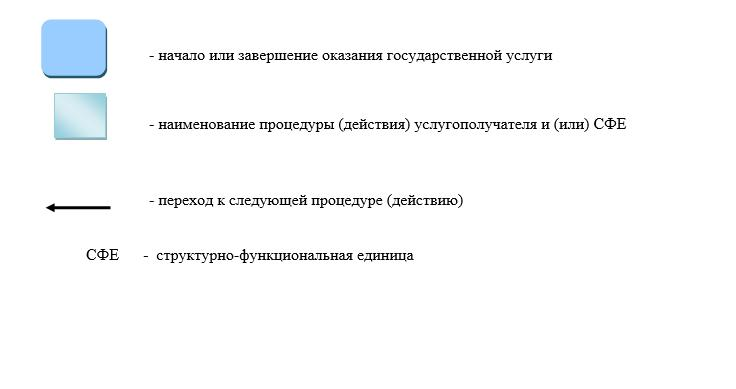 - начало или завершение оказания государственной услуги
- наименование процедуры (действия) услугополучателя и (или) СФЕ
- переход к следующей процедуре (действию)
СФЕ - структурно-функциональная единица